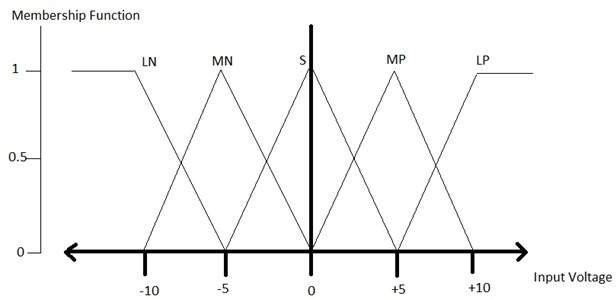 Membership Function
LN MN S MP LP
1
0.5
0
-10 -5 0 +5 +10
Input Voltage